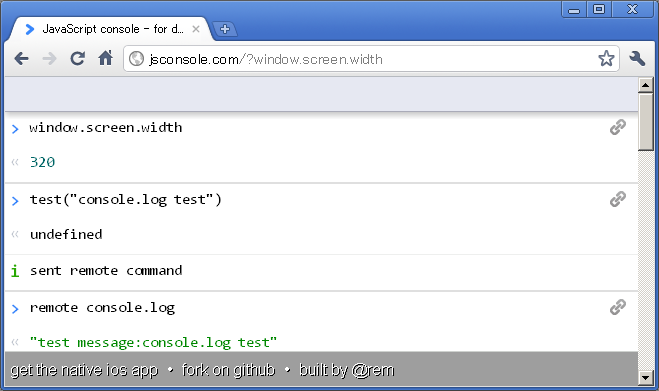 JavaScript console - for d...
jsconsole.com/?window.screen.width
window.screen.width
320
test("console.log test")
undefined
i sent remote command
remote console.log
"test message:console.log test"
get the native ios app • fork on github • built by @rem